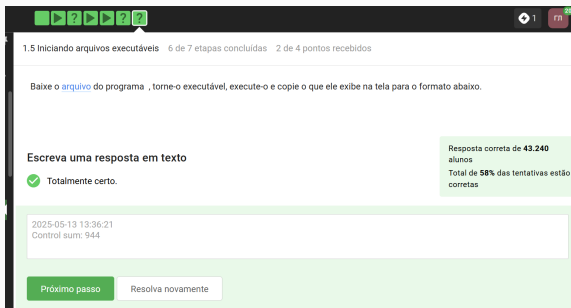 ? ? ?
1
ГП
1.5 Iniciando arquivos executáveis 6 de 7 etapas concluídas 2 de 4 pontos recebidos
Baixe o arquivo do programa , torne-o executável, execute-o e copie o que ele exibe na tela para o formato abaixo.
Escreva uma resposta em texto
Totalmente certo.
Resposta correta de 43.240
alunos
Total de 58% das tentativas estão
corretas
2025-05-13 13:36:21
Control sum: 944
Próximo passo
Resolva novamente